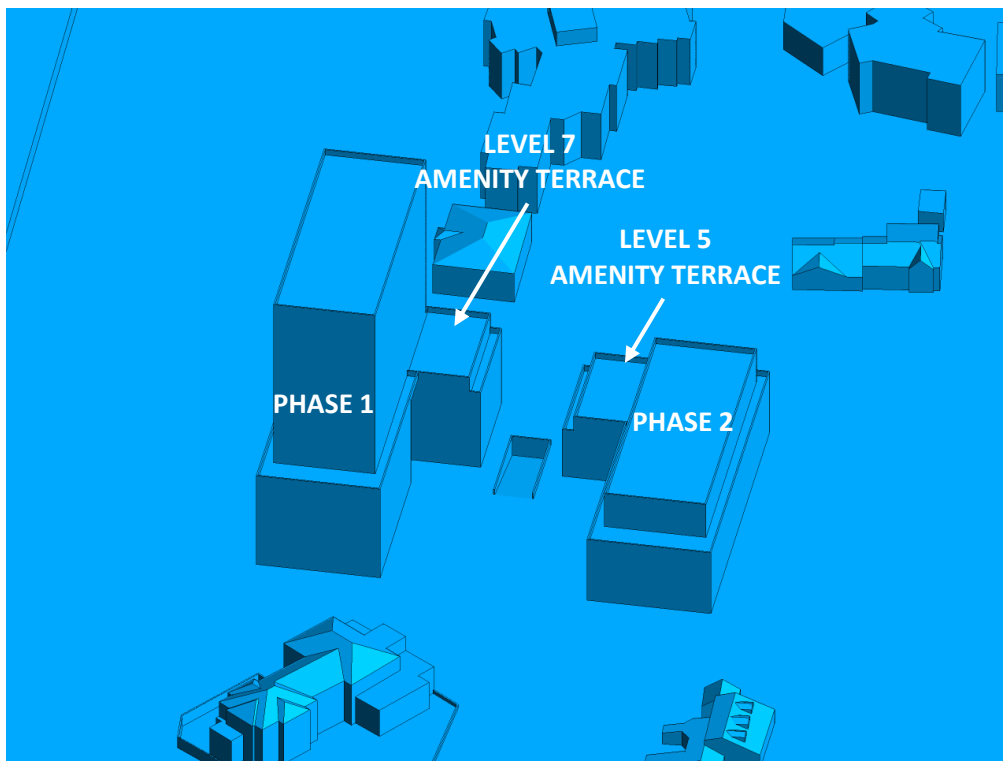 LEVEL 7
AMENITY TERRACE
LEVEL 5
AMENITY TERRACE
PHASE 1
PHASE 2